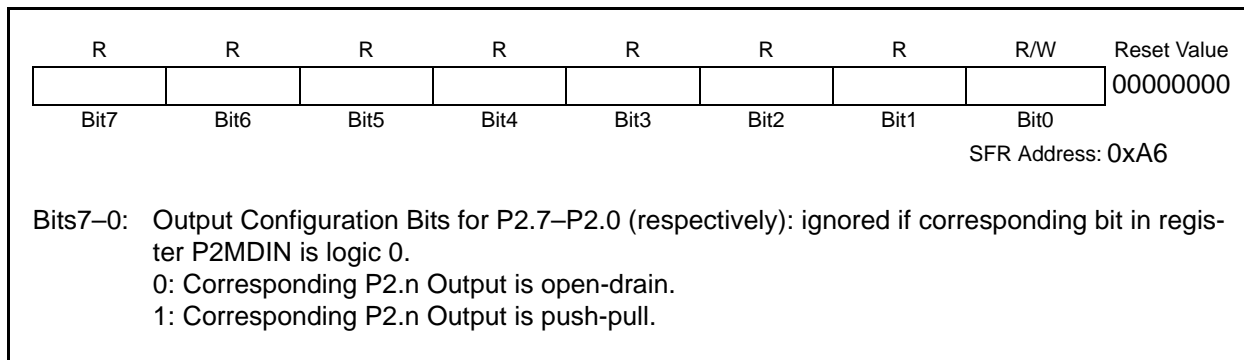 R R R R R R R R/W Reset Value
00000000
Bit7 Bit6 Bit5 Bit4 Bit3 Bit2 Bit1 Bit0
SFR Address: 0xA6
Bits7–0: Output Configuration Bits for P2.7–P2.0 (respectively): ignored if corresponding bit in regis-
ter P2MDIN is logic 0.
0: Corresponding P2.n Output is open-drain.
1: Corresponding P2.n Output is push-pull.